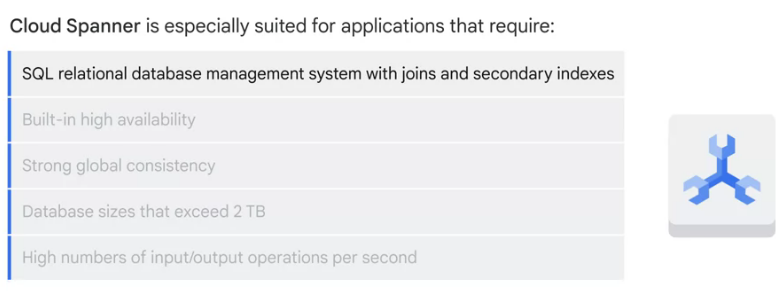 Cloud Spanner is especially suited for applications that require:
SQL relational database management system with joins and secondary indexes
Built-in high availability
Strong global consistency
Database sizes that exceed 2 TB
High numbers of input/output operations per second